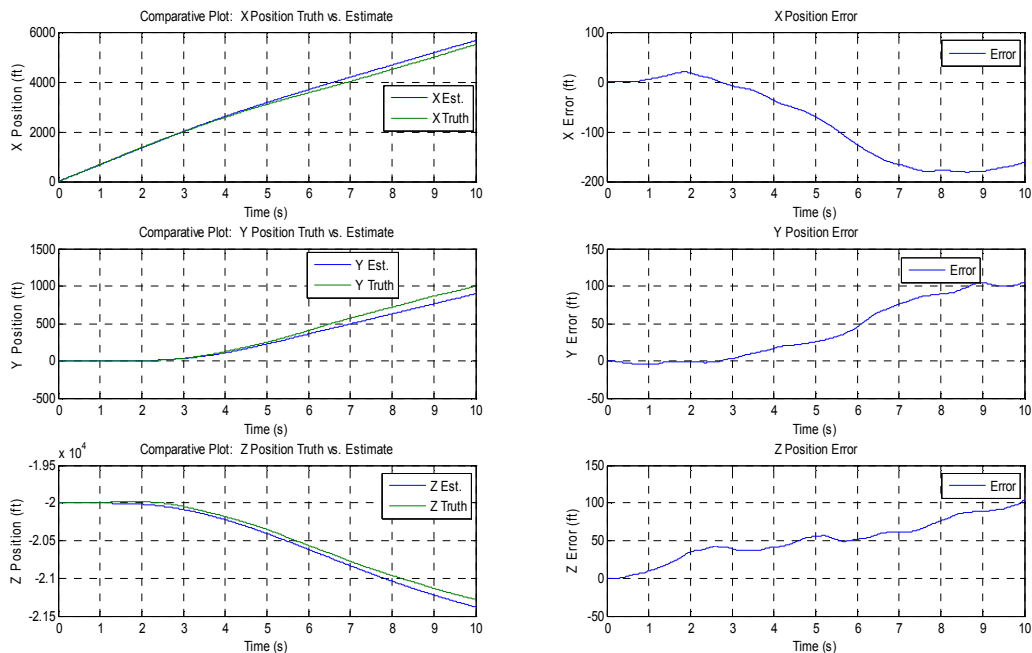 Comparative Plot: X Position Truth vs. Estimate
6000
4000
2000
0
X Position (ft)
X Est.
X Truth
0 1 2 3 4 5 6 7 8 9 10
Time (s)
X Position Error
100
0
-100
-200
X Error (ft)
Error
0 1 2 3 4 5 6 7 8 9 10
Time (s)
Comparative Plot: Y Position Truth vs. Estimate
1500
1000
500
0
-500
Y Position (ft)
Y Est.
Y Truth
0 1 2 3 4 5 6 7 8 9 10
Time (s)
Y Position Error
150
100
50
0
-50
Y Error (ft)
Error
0 1 2 3 4 5 6 7 8 9 10
Time (s)
x 10^4
Comparative Plot: Z Position Truth vs. Estimate
-1.95
-2
-2.05
-2.1
-2.15
Z Position (ft)
Z Est.
Z Truth
0 1 2 3 4 5 6 7 8 9 10
Time (s)
Z Position Error
150
100
50
0
-50
Z Error (ft)
Error
0 1 2 3 4 5 6 7 8 9 10
Time (s)